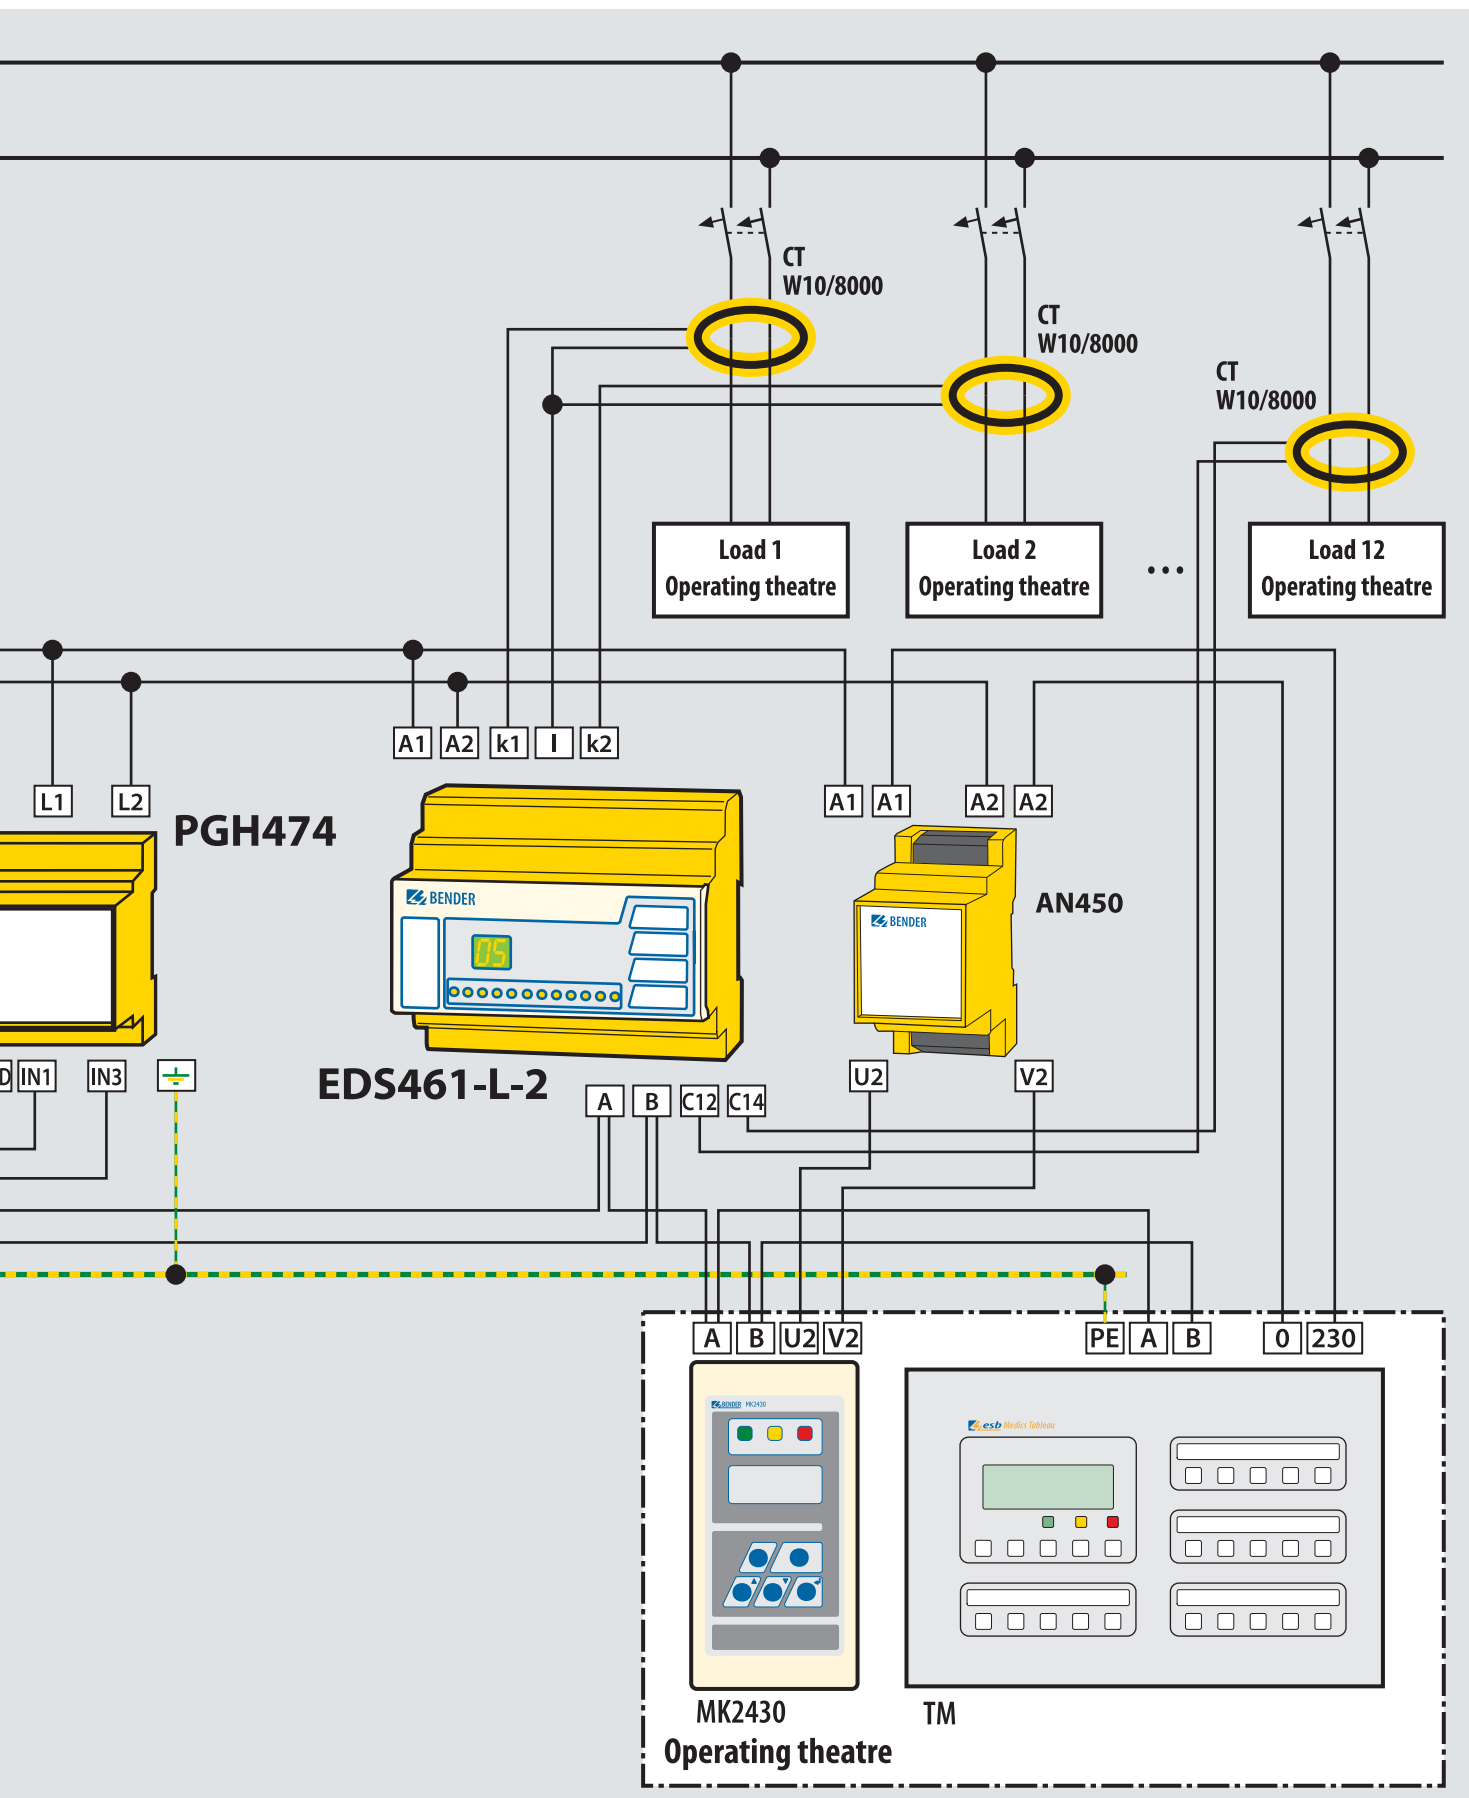 CT
W10/8000
CT
W10/8000
CT
W10/8000
Load 1
Operating theatre
Load 2
Operating theatre
...
Load 12
Operating theatre
A1 A2 k1 l k2
L1 L2
A1 A1 A2 A2
PGH474
BENDER
05
AN450
BENDER
D IN1 IN3
EDS461-L-2
U2 V2
A B C12 C14
A B U2 V2
PE A B 0 230
BENDER MK2430
esb Medics Tableau
MK2430
TM
Operating theatre